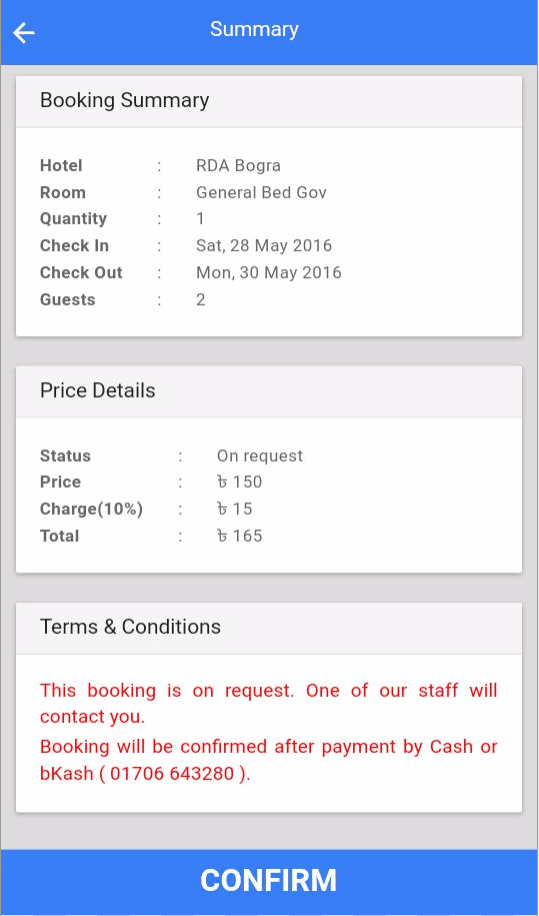 Summary
Booking Summary
Hotel : RDA Bogra
Room : General Bed Gov
Quantity : 1
Check In : Sat, 28 May 2016
Check Out : Mon, 30 May 2016
Guests : 2
Price Details
Status : On request
Price : ৳ 150
Charge(10%) : ৳ 15
Total : ৳ 165
Terms & Conditions
This booking is on request. One of our staff will
contact you.
Booking will be confirmed after payment by Cash or
bKash ( 01706 643280 ).
CONFIRM